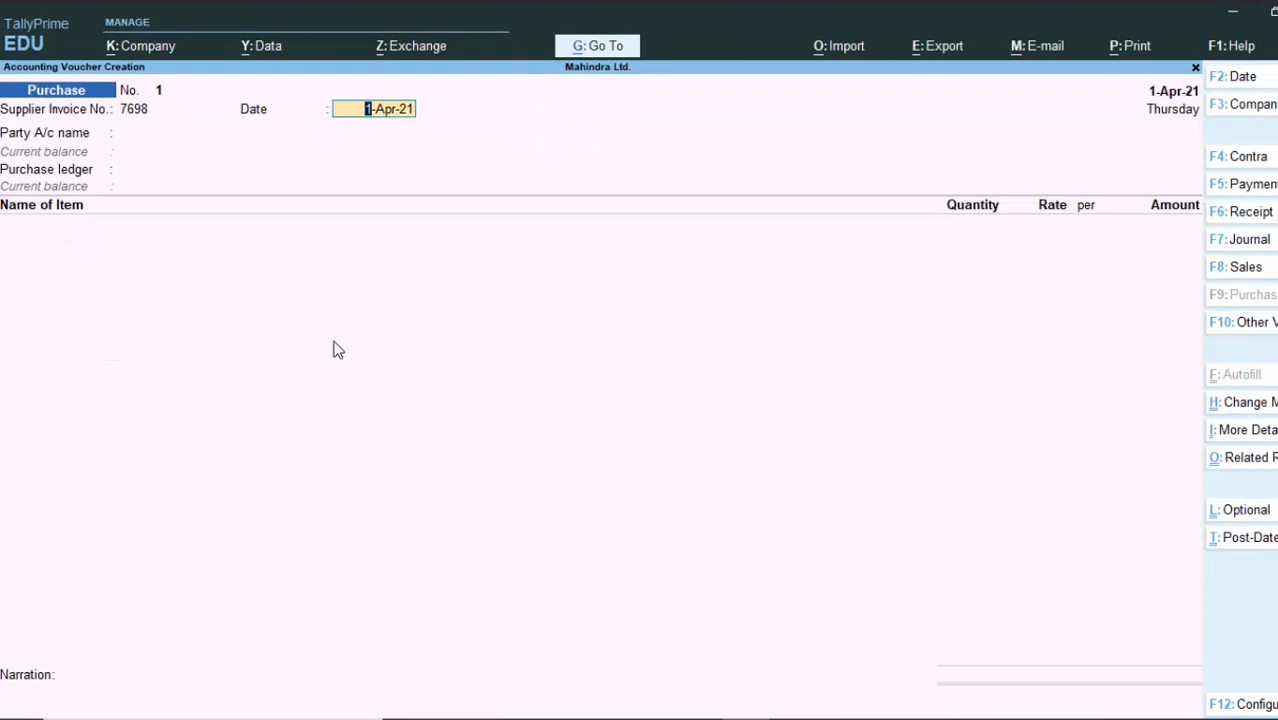 TallyPrime
MANAGE
EDU
K: Company
Y: Data
Z: Exchange
G: Go To
O: Import
E: Export
M: E-mail
P: Print
F1: Help
Accounting Voucher Creation
Mahindra Ltd.
x
Purchase
No. 1
1-Apr-21
Supplier Invoice No.: 7698
Date : 1-Apr-21
Thursday
Party A/c name :
Current balance :
Purchase ledger :
Current balance :
Name of Item
Quantity
Rate per
Amount
Narration:
F2: Date
F3: Compan
F4: Contra
F5: Paymen
F6: Receipt
F7: Journal
F8: Sales
F9: Purchas
F10: Other V
F: Autofill
H: Change M
I: More Deta
O: Related R
L: Optional
T: Post-Date
F12: Configu